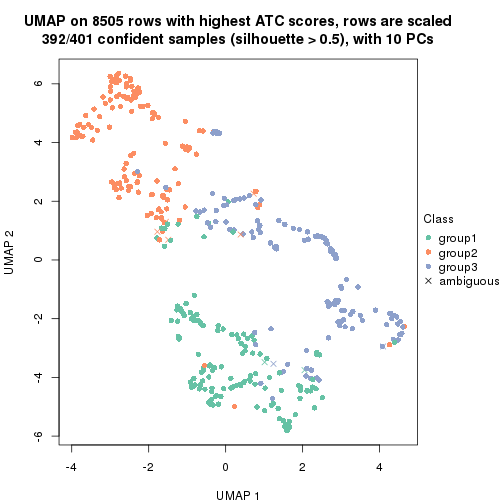 UMAP on 8505 rows with highest ATC scores, rows are scaled
392/401 confident samples (silhouette > 0.5), with 10 PCs
6
4
2
0
-2
-4
-6
UMAP 2
-4
-2
0
2
4
UMAP 1
Class
group1
group2
group3
ambiguous